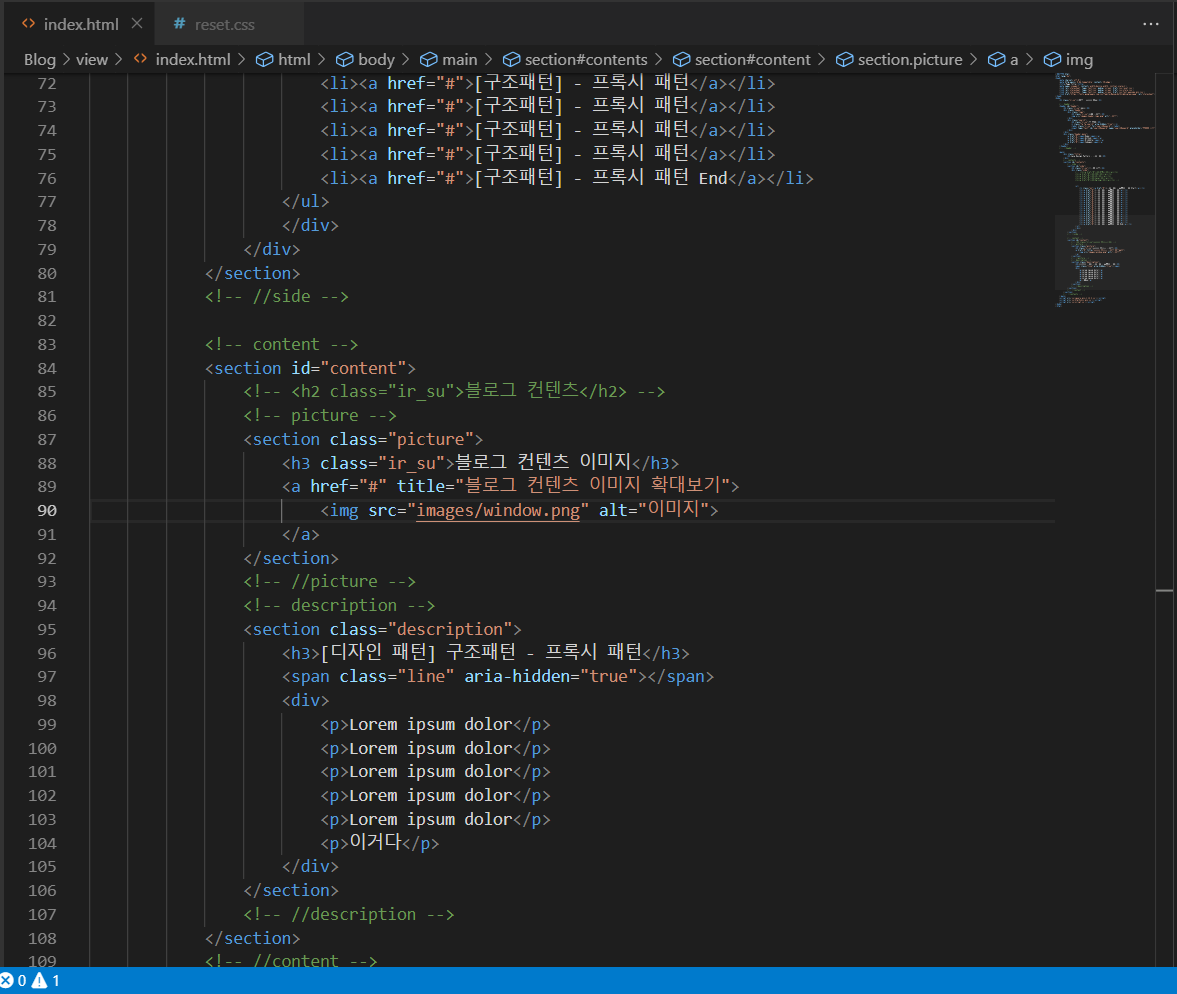 index.html
reset.css
Blog > view > index.html > html > body > main > section#contents > section#content > section.picture > a > img
72 <li><a href="#">[구조패턴] - 프록시 패턴</a></li>
73 <li><a href="#">[구조패턴] - 프록시 패턴</a></li>
74 <li><a href="#">[구조패턴] - 프록시 패턴</a></li>
75 <li><a href="#">[구조패턴] - 프록시 패턴</a></li>
76 <li><a href="#">[구조패턴] - 프록시 패턴 End</a></li>
77 </ul>
78 </div>
79 </div>
80 </section>
81 <!-- //side -->
82
83 <!-- content -->
84 <section id="content">
85 <!-- <h2 class="ir_su">블로그 컨텐츠</h2> -->
86 <!-- picture -->
87 <section class="picture">
88 <h3 class="ir_su">블로그 컨텐츠 이미지</h3>
89 <a href="#" title="블로그 컨텐츠 이미지 확대보기">
90 <img src="images/window.png" alt="이미지">
91 </a>
92 </section>
93 <!-- //picture -->
94 <!-- description -->
95 <section class="description">
96 <h3>[디자인 패턴] 구조패턴 - 프록시 패턴</h3>
97 <span class="line" aria-hidden="true"></span>
98 <div>
99 <p>Lorem ipsum dolor</p>
100 <p>Lorem ipsum dolor</p>
101 <p>Lorem ipsum dolor</p>
102 <p>Lorem ipsum dolor</p>
103 <p>Lorem ipsum dolor</p>
104 <p>이거다</p>
105 </div>
106 </section>
107 <!-- //description -->
108 </section>
109 <!-- //content -->
0 1